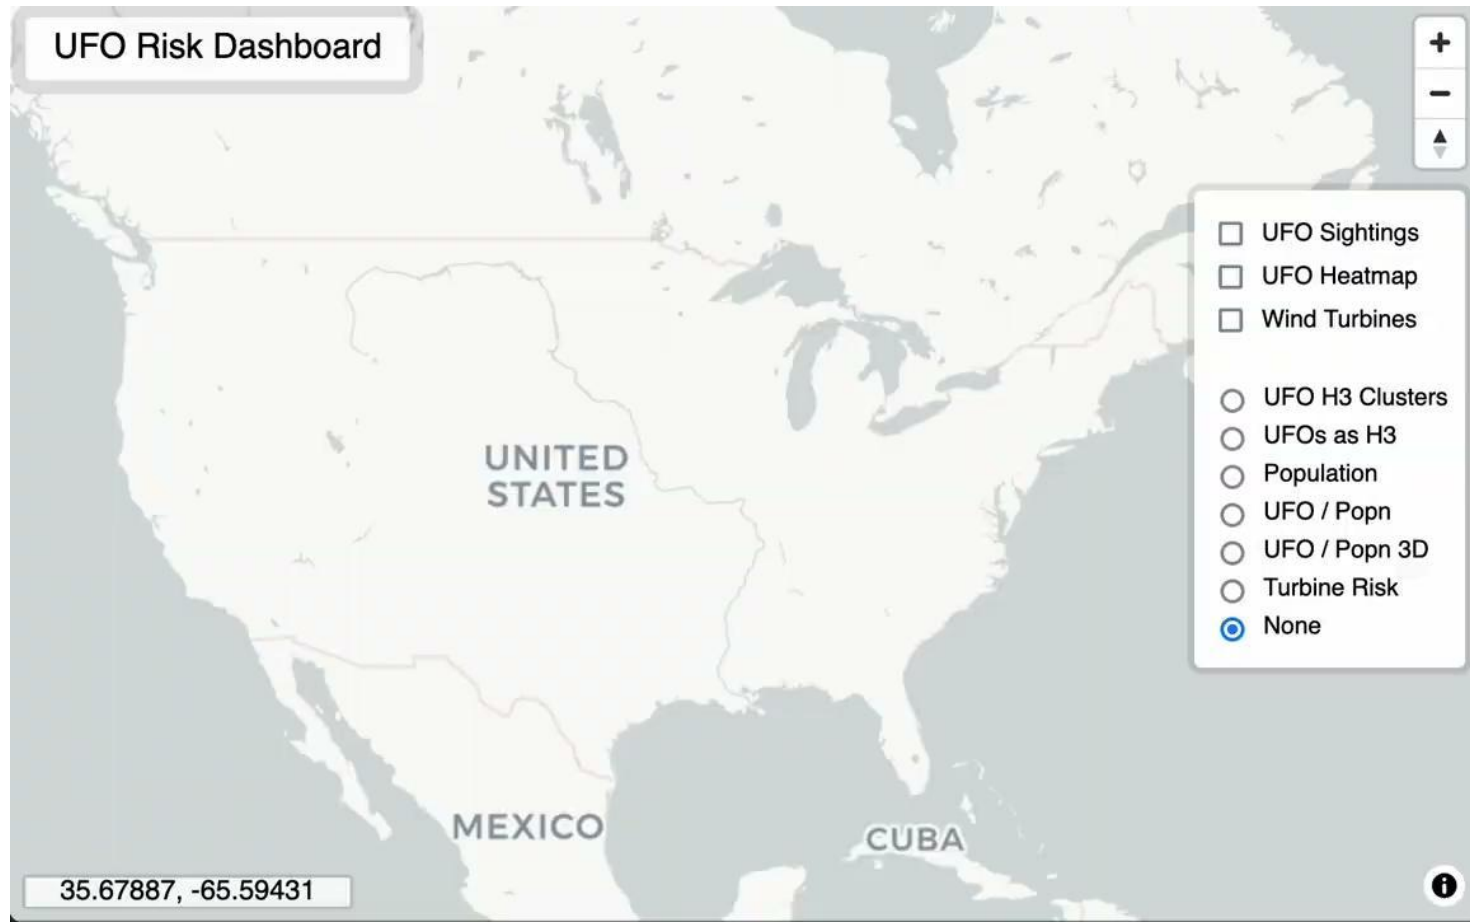 UFO Risk Dashboard
+
−
UFO Sightings
UFO Heatmap
Wind Turbines
UFO H3 Clusters
UFOs as H3
Population
UFO / Popn
UFO / Popn 3D
Turbine Risk
None
UNITED
STATES
MEXICO
CUBA
35.67887, -65.59431
i